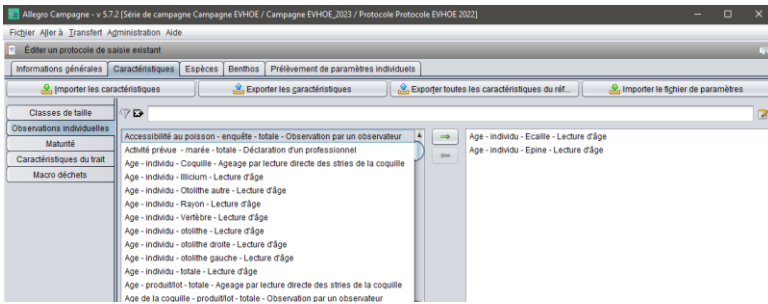 Allegro Campagne - v 5.7.2 [Série de campagne Campagne EVHOE / Campagne EVHOE_2023 / Protocole Protocole EVHOE 2022]
Fichier Aller à Transfert Administration Aide
Éditer un protocole de saisie existant
Informations générales Caractéristiques Espèces Benthos Prélèvement de paramètres individuels
Importer les caractéristiques Exporter les caractéristiques Exporter toutes les caractéristiques du réf... Importer le fichier de paramètres
Classes de taille
Observations individuelles
Maturité
Caractéristiques du trait
Macro déchets
Accessibilité au poisson - enquête - totale - Observation par un observateur
Activité prévue - marée - totale - Déclaration d'un professionnel
Age - individu - Coquille - Ageage par lecture directe des stries de la coquille
Age - individu - Illicium - Lecture d'âge
Age - individu - Otolithe autre - Lecture d'âge
Age - individu - Rayon - Lecture d'âge
Age - individu - Vertèbre - Lecture d'âge
Age - individu - otolithe - Lecture d'âge
Age - individu - otolithe droite - Lecture d'âge
Age - individu - otolithe gauche - Lecture d'âge
Age - individu - totale - Lecture d'âge
Age - produit/lot - totale - Ageage par lecture directe des stries de la coquille
Age de la coquille - produit/lot - totale - Observation par un observateur
Age - individu - Ecaille - Lecture d'âge
Age - individu - Epine - Lecture d'âge